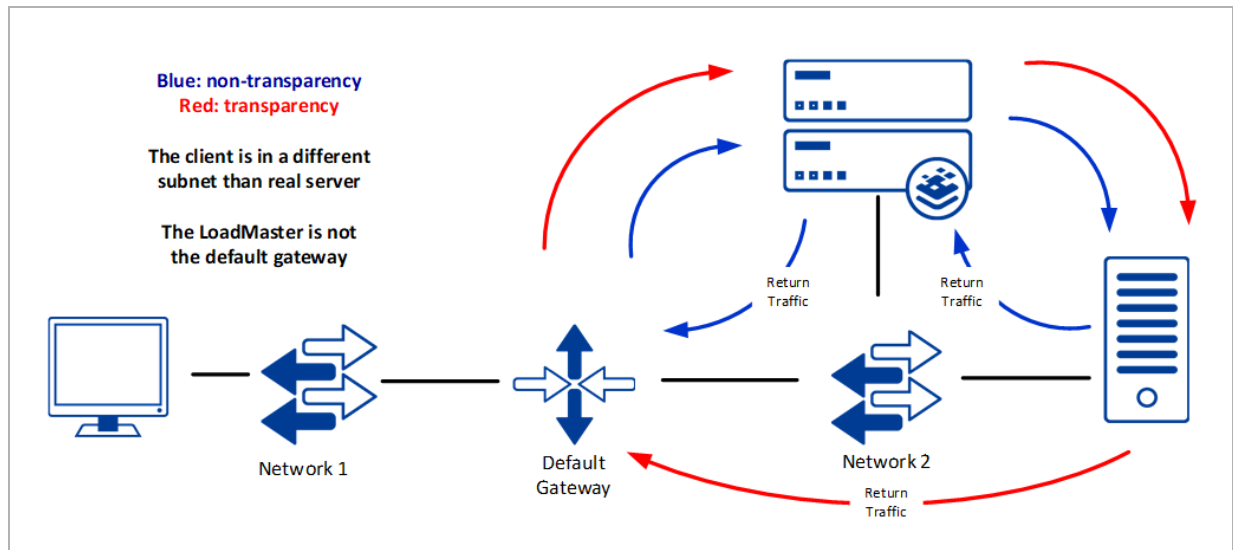 Blue: non-transparency
Red: transparency
The client is in a different
subnet than real server
The LoadMaster is not
the default gateway
Return
Traffic
Return
Traffic
Network 1
Default
Gateway
Network 2
Return
Traffic